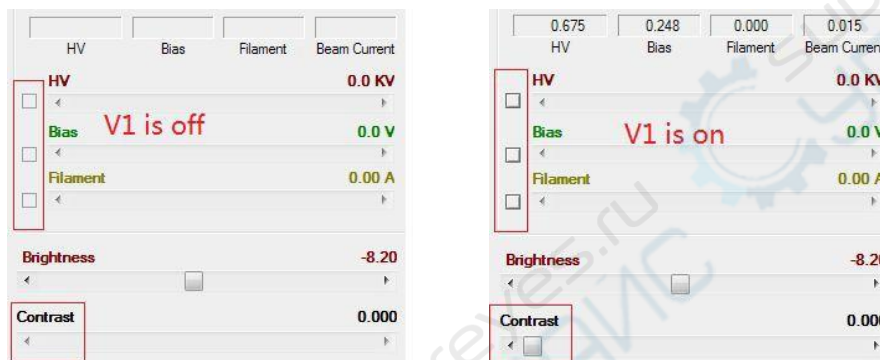 HV Bias Filament Beam Current
HV 0.0 KV
V1 is off
Bias 0.0 V
Filament 0.00 A
Brightness -8.20
Contrast 0.000
0.675 0.248 0.000 0.015
HV Bias Filament Beam Current
HV 0.0 KV
V1 is on
Bias 0.0 V
Filament 0.00 A
Brightness -8.20
Contrast 0.000